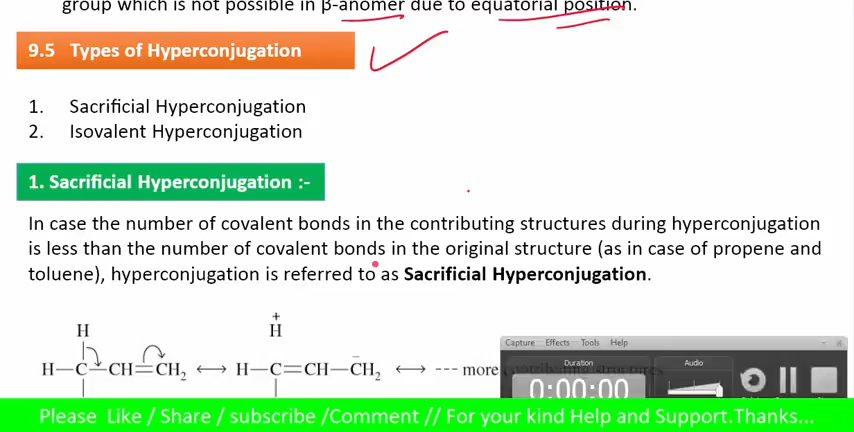 group which is not possible in β-anomer due to equatorial position.
9.5 Types of Hyperconjugation
1. Sacrificial Hyperconjugation
2. Isovalent Hyperconjugation
1. Sacrificial Hyperconjugation :-
In case the number of covalent bonds in the contributing structures during hyperconjugation
is less than the number of covalent bonds in the original structure (as in case of propene and
toluene), hyperconjugation is referred to as Sacrificial Hyperconjugation.
+
H H
H—C—CH=CH₂ ⟷ H—C=CH—C̄H₂ ⟷ --- more contributing structures
Capture Effects Tools Help
Duration Audio
0:00:00
Please Like / Share / subscribe /Comment // For your kind Help and Support.Thanks...